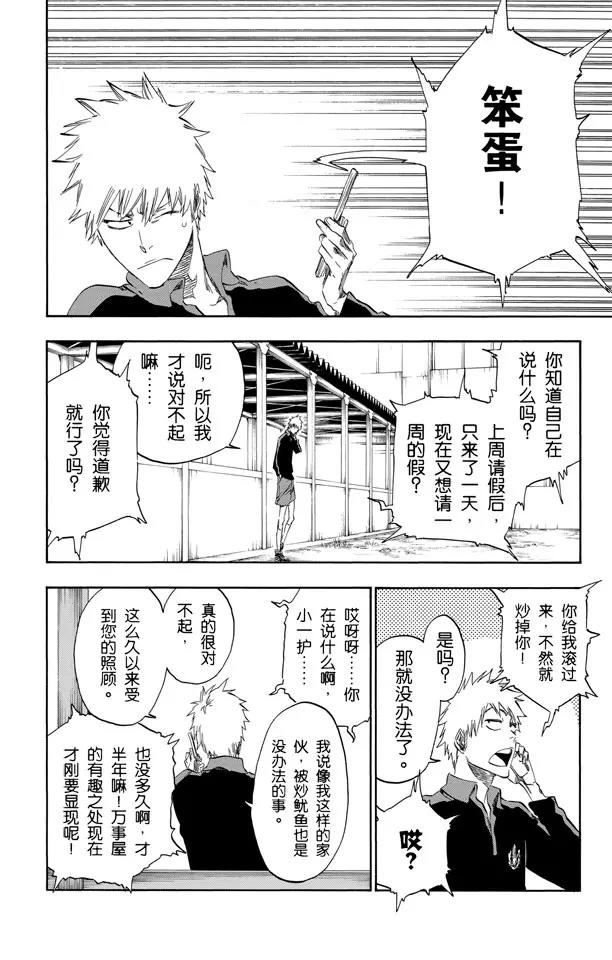 笨蛋！
你知道自己在
说什么吗？
上周请假后，
只来了一天，
现在又想请一
周的假？
呃，所以我
才说对不起
嘛……
你觉得道歉
就行了吗？
你给我滚过
来，不然就
炒掉你！
是吗？
那就没办法了。
哎？
哎呀呀……你
在说什么啊，
小一护……
我说像我这样的家
伙，被炒鱿鱼也是
没办法的事。
真的很对
不起，
这么久以来受
到您的照顾。
也没多久啊，才
半年嘛！万事屋
的有趣之处现在
才刚要显现呢！